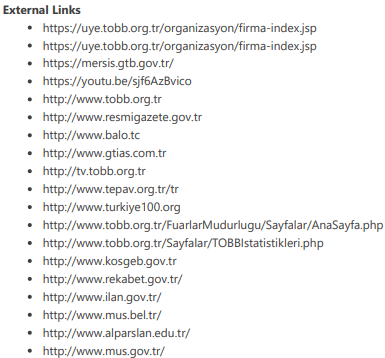 External Links
• https://uye.tobb.org.tr/organizasyon/firma-index.jsp
• https://uye.tobb.org.tr/organizasyon/firma-index.jsp
• https://mersis.gtb.gov.tr/
• https://youtu.be/sjf6AzBvico
• http://www.tobb.org.tr
• http://www.resmigazete.gov.tr
• http://www.balo.tc
• http://www.gtias.com.tr
• http://tv.tobb.org.tr
• http://www.tepav.org.tr/tr
• http://www.turkiye100.org
• http://www.tobb.org.tr/FuarlarMudurlugu/Sayfalar/AnaSayfa.php
• http://www.tobb.org.tr/Sayfalar/TOBBIstatistikleri.php
• http://www.kosgeb.gov.tr
• http://www.rekabet.gov.tr/
• http://www.ilan.gov.tr/
• http://www.mus.bel.tr/
• http://www.alparslan.edu.tr/
• http://www.mus.gov.tr/